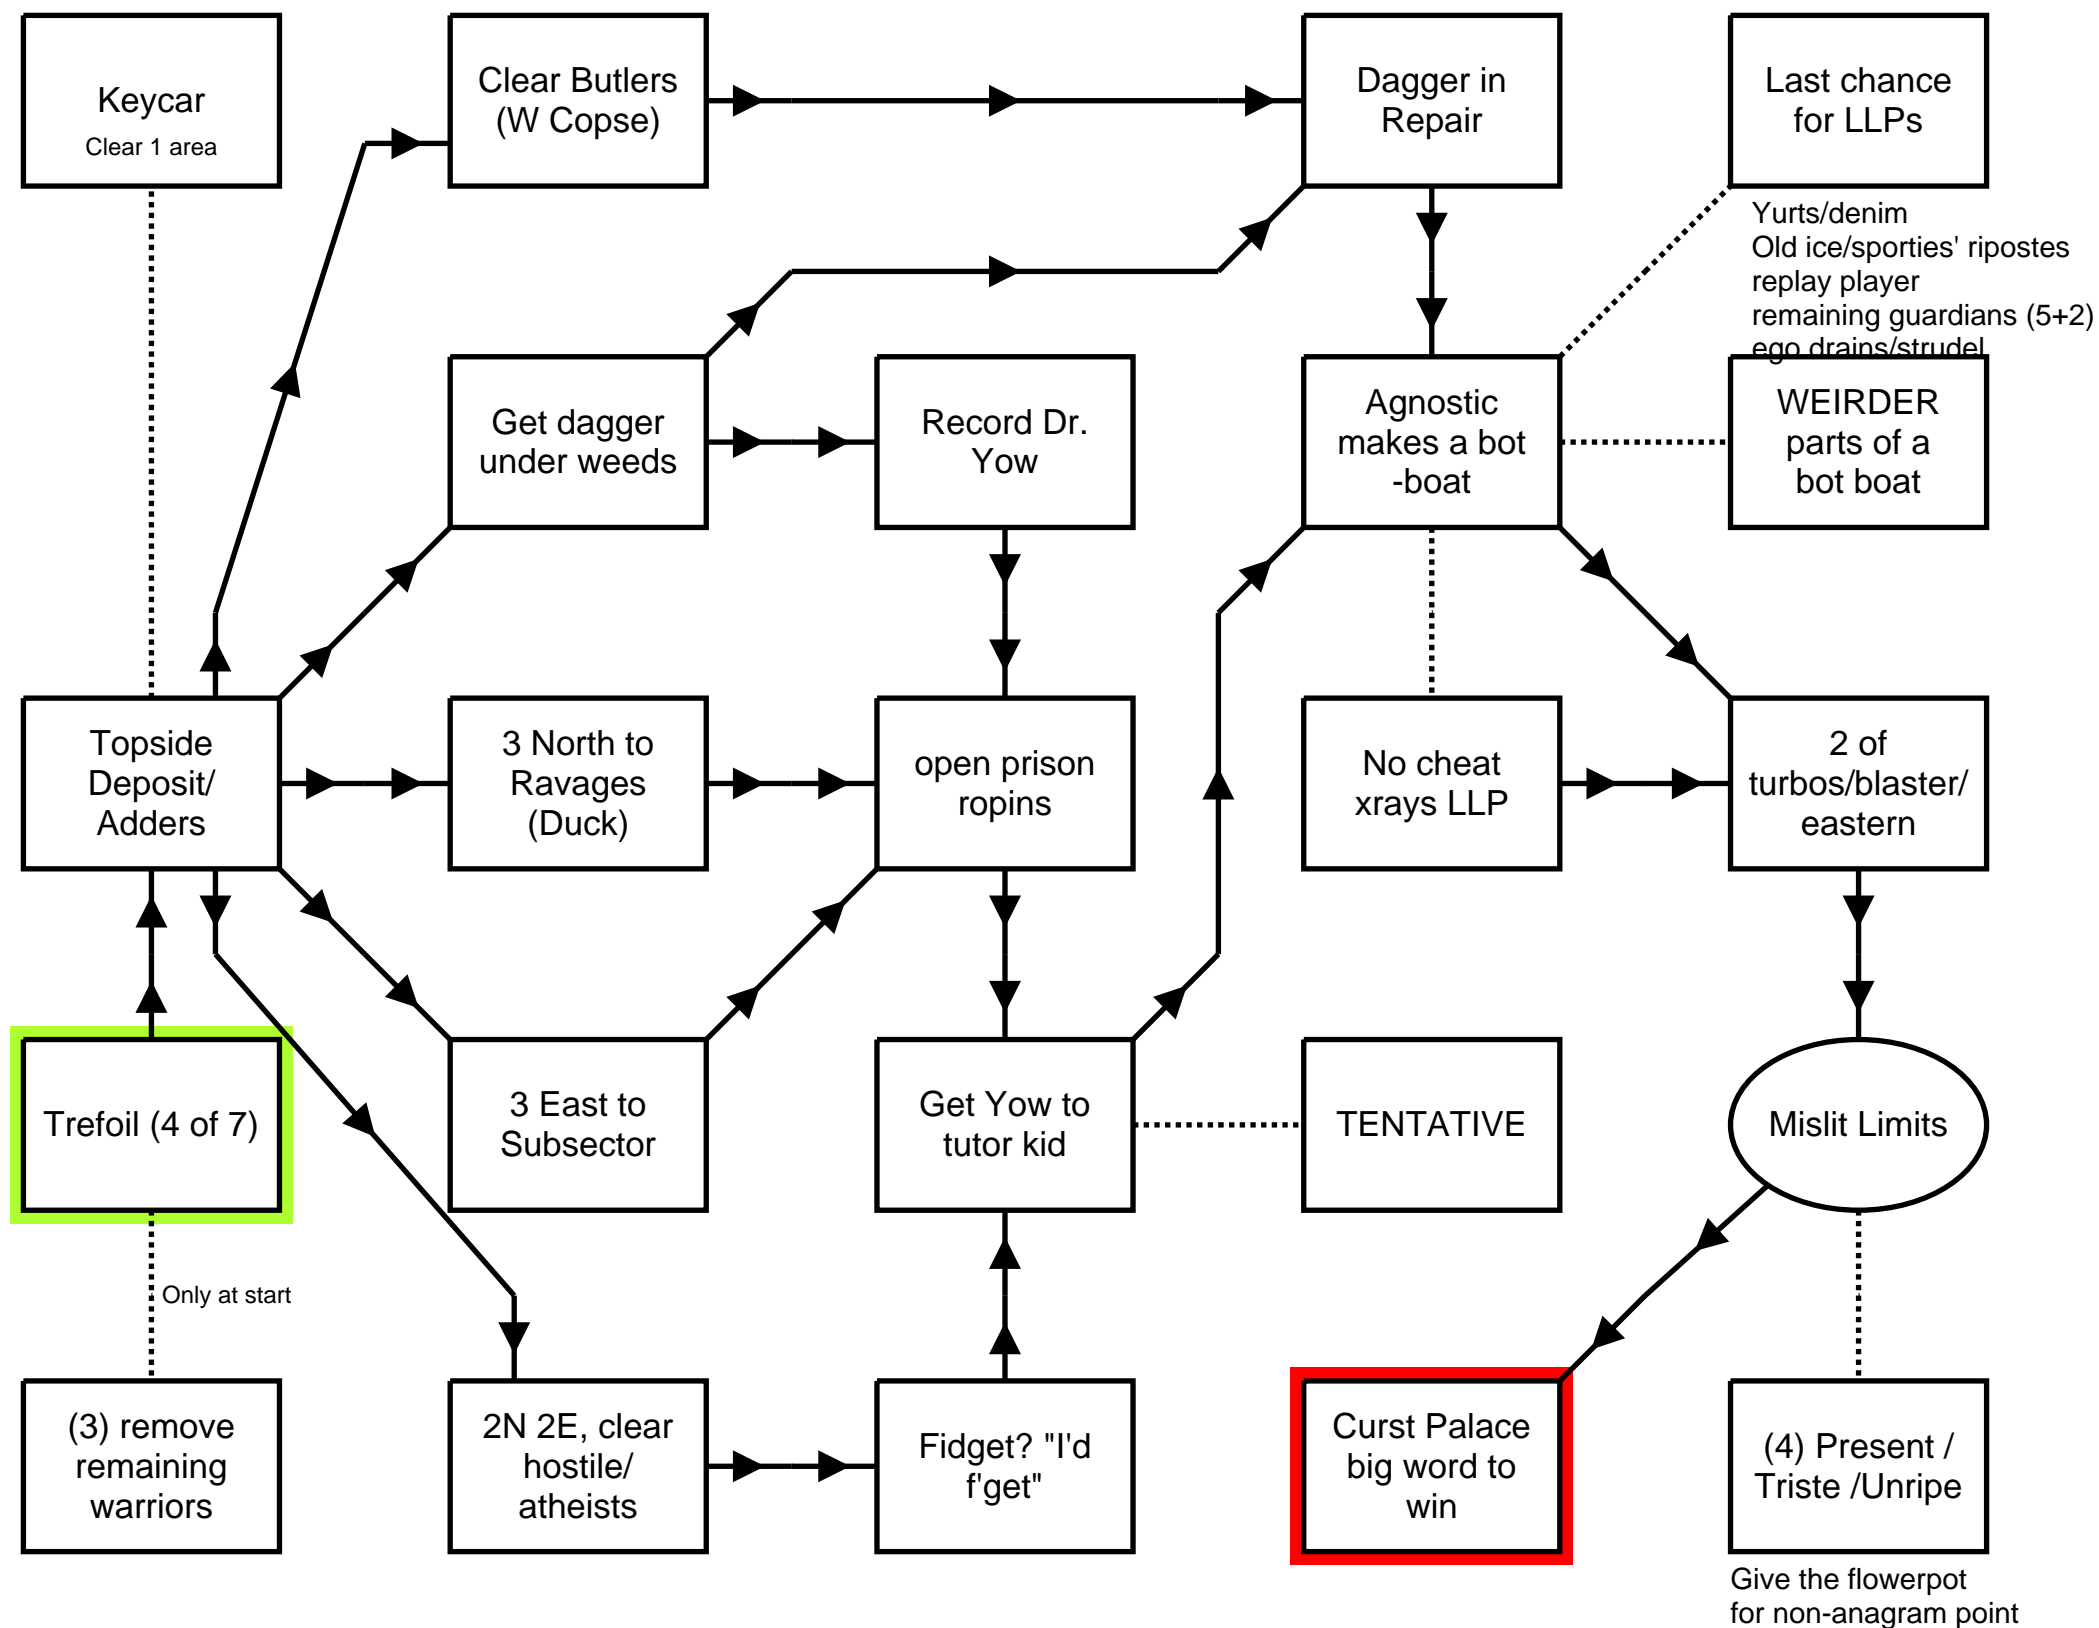 Keycar
Clear 1 area
Clear Butlers
(W Copse)
Dagger in
Repair
Last chance
for LLPs
Yurts/denim
Old ice/sporties' ripostes
replay player
remaining guardians (5+2)
ego drains/strudel
Get dagger
under weeds
Record Dr.
Yow
Agnostic
makes a bot
-boat
WEIRDER
parts of a
bot boat
Topside
Deposit/
Adders
3 North to
Ravages
(Duck)
open prison
ropins
No cheat
xrays LLP
2 of
turbos/blaster/
eastern
Trefoil (4 of 7)
3 East to
Subsector
Get Yow to
tutor kid
TENTATIVE
Mislit Limits
Only at start
(3) remove
remaining
warriors
2N 2E, clear
hostile/
atheists
Fidget? "I'd
f'get"
Curst Palace
big word to
win
(4) Present /
Triste /Unripe
Give the flowerpot
for non-anagram point